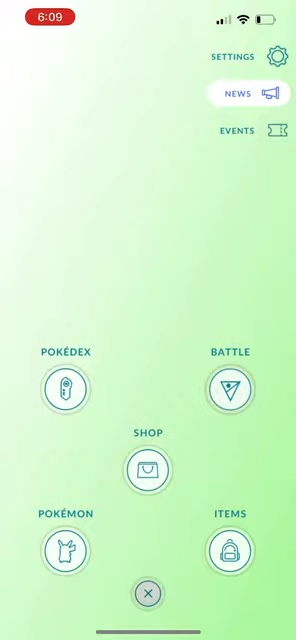 6:09
SETTINGS
NEWS
EVENTS
POKÉDEX
BATTLE
SHOP
POKÉMON
ITEMS